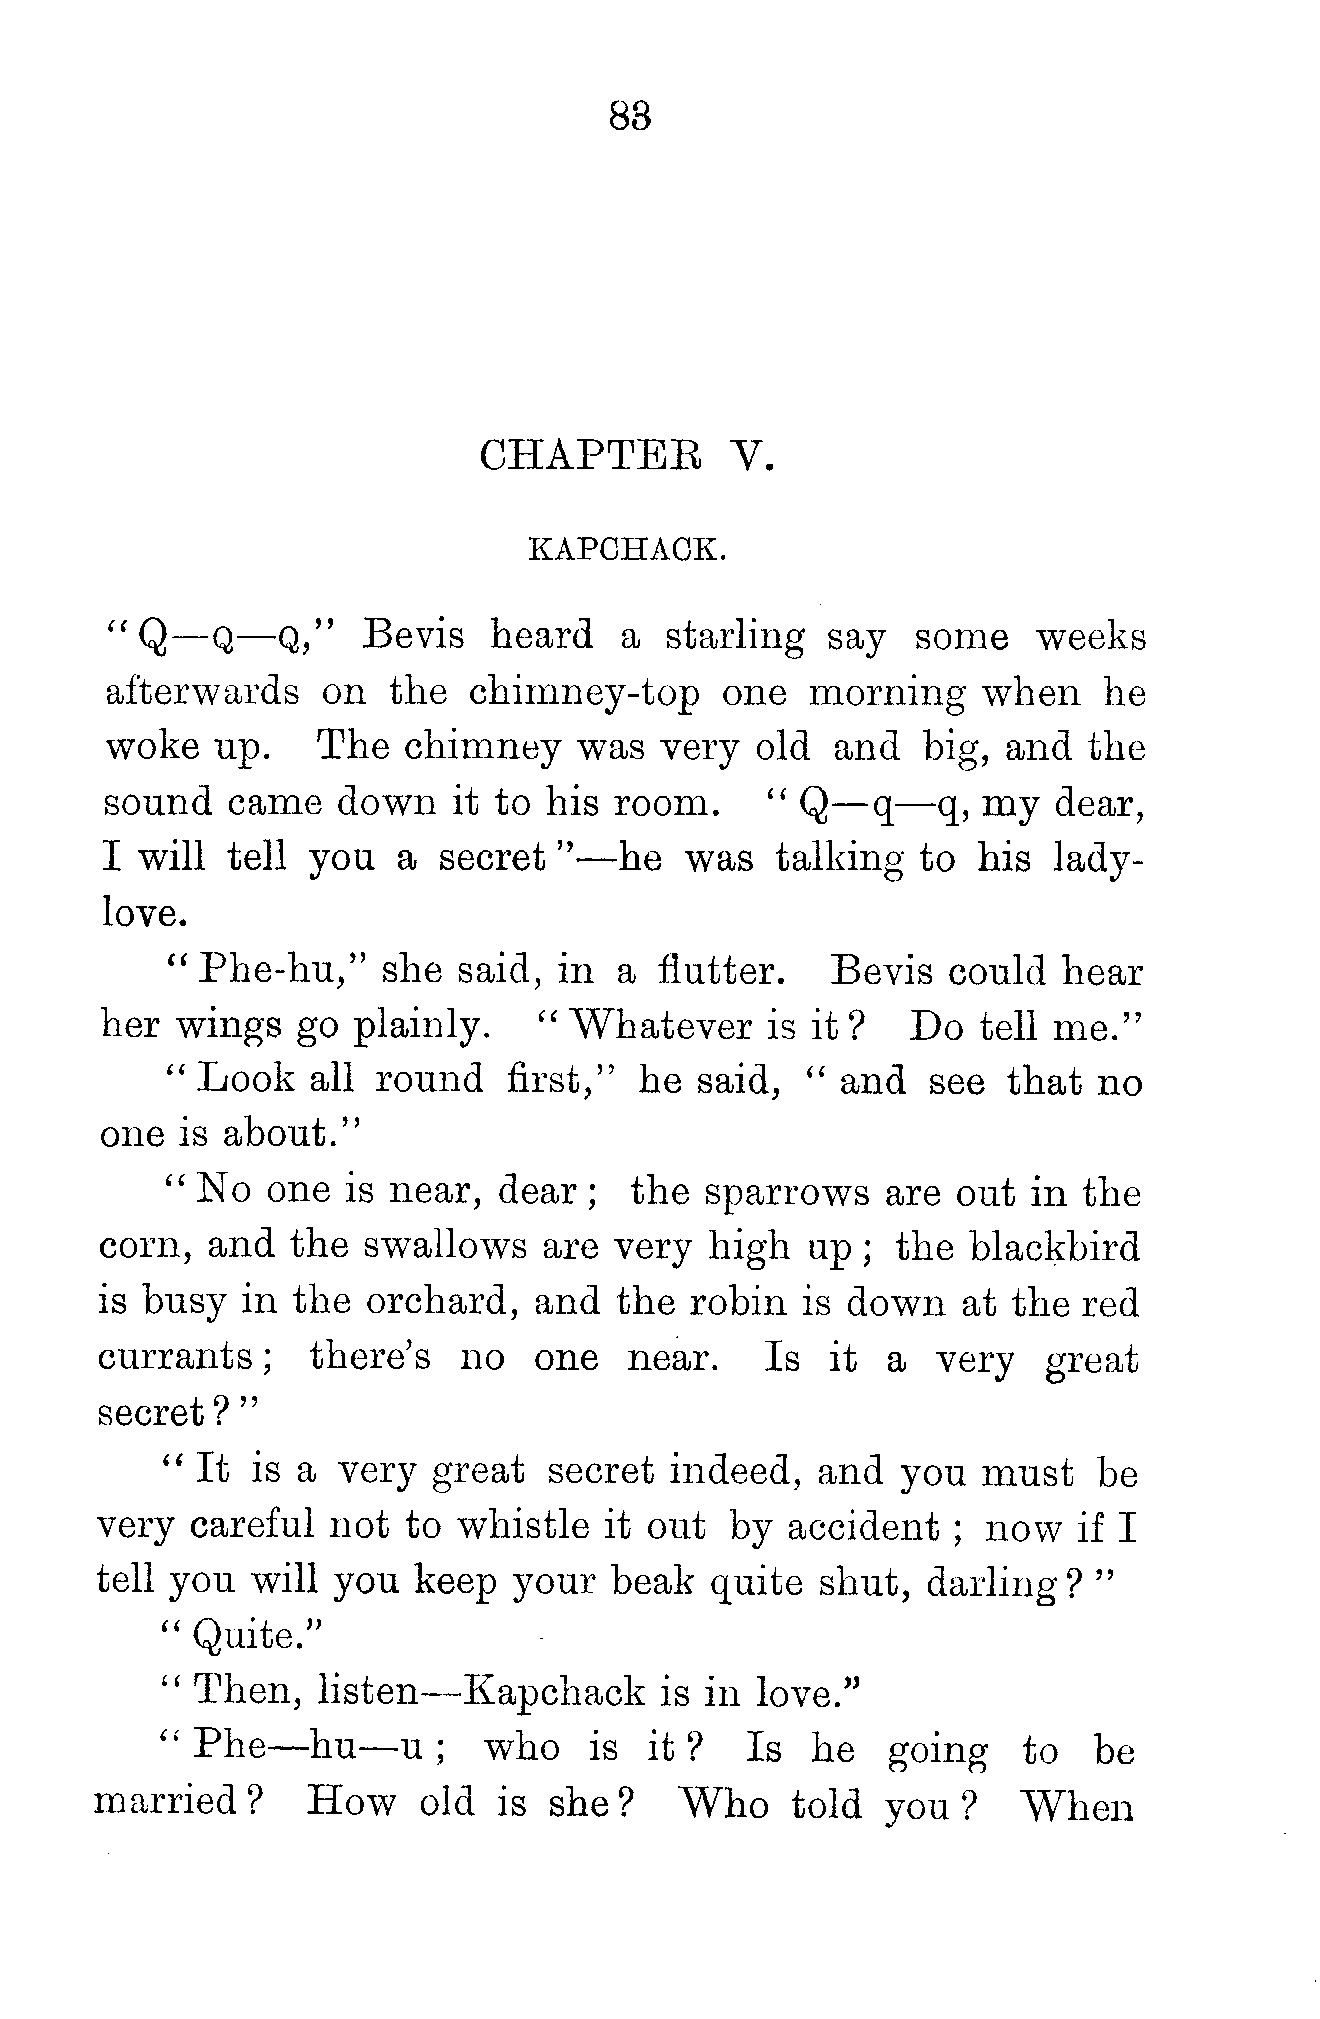 83
CHAPTER V.
KAPCHACK.
“Q—Q—Q,” Bevis heard a starling say some weeks
afterwards on the chimney-top one morning when he
woke up. The chimney was very old and big, and the
sound came down it to his room. “Q—q—q, my dear,
I will tell you a secret”—he was talking to his lady-
love.
“Phe-hu,” she said, in a flutter. Bevis could hear
her wings go plainly. “Whatever is it? Do tell me.”
“Look all round first,” he said, “and see that no
one is about.”
“No one is near, dear; the sparrows are out in the
corn, and the swallows are very high up; the blackbird
is busy in the orchard, and the robin is down at the red
currants; there's no one near. Is it a very great
secret?”
“It is a very great secret indeed, and you must be
very careful not to whistle it out by accident; now if I
tell you will you keep your beak quite shut, darling?”
“Quite.”
“Then, listen—Kapchack is in love.”
“Phe—hu—u; who is it? Is he going to be
married? How old is she? Who told you? When